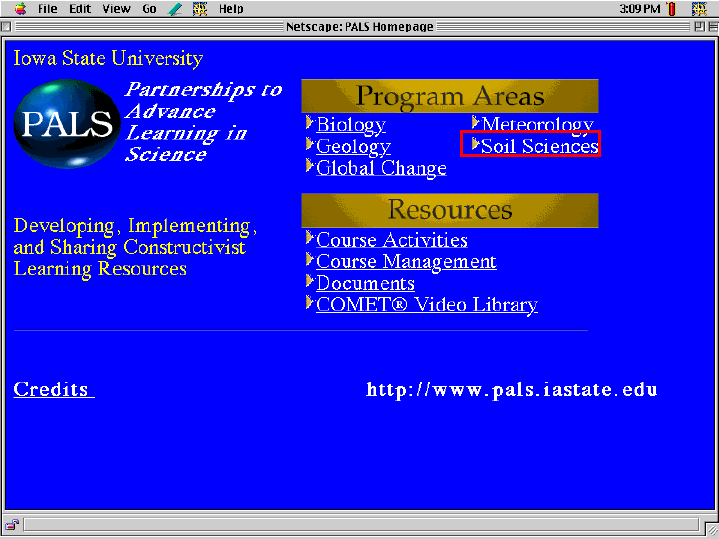 File Edit View Go Help 3:09 PM
Netscape: PALS Homepage
Iowa State University
PALS
Partnerships to
Advance
Learning in
Science
Program Areas
Biology
Meteorology
Geology
Soil Sciences
Global Change
Developing, Implementing,
and Sharing Constructivist
Learning Resources
Resources
Course Activities
Course Management
Documents
COMET® Video Library
Credits
http://www.pals.iastate.edu